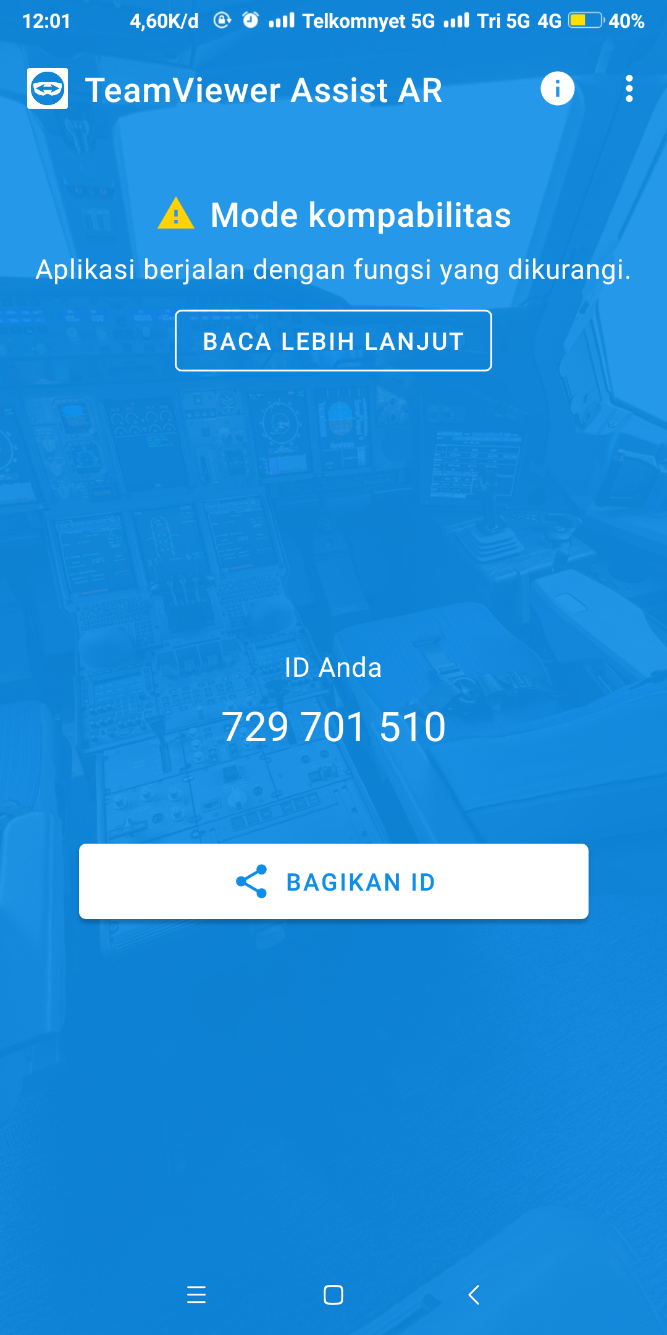 12:01 4,60K/d Telkomnyet 5G Tri 5G 4G 40%
TeamViewer Assist AR
Mode kompabilitas
Aplikasi berjalan dengan fungsi yang dikurangi.
BACA LEBIH LANJUT
ID Anda
729 701 510
BAGIKAN ID